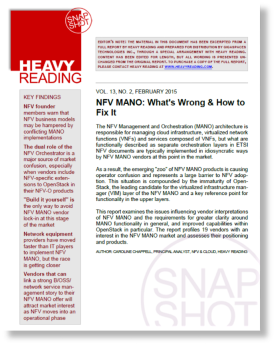 SNAP
SHOT
HEAVY
READING
EDITOR'S NOTE: THE MATERIAL IN THIS DOCUMENT HAS BEEN EXCERPTED FROM A
FULL REPORT BY HEAVY READING AND PREPARED FOR DISTRIBUTION BY
TECHNOLOGIES INC., THROUGH A SPECIAL ARRANGEMENT WITH HEAVY READING.
CONTENT HAS BEEN EDITED FOR LENGTH, BUT ALL WORDING IS PRESENTED UN-
CHANGED FROM THE ORIGINAL REPORT. TO PURCHASE A COPY OF THE FULL REPORT,
PLEASE CONTACT HEAVY READING AT WWW.HEAVYREADING.COM.
VOL. 13, NO. 2, FEBRUARY 2015
NFV MANO: What's Wrong & How to
Fix It
KEY FINDINGS
NFV founder
members warn that
NFV business models
may be hampered by
conflicting MANO
implementations
The dual role of the
NFV Orchestrator is a
major source of market
confusion, especially
when vendors include
NFV-specific exten-
sions to OpenStack in
their NFV-O products
"Build it yourself" is
the only way to avoid
NFV MANO vendor
lock-in at this stage
of the market
Network equipment
providers have moved
faster than IT players
to implement NFV
MANO, but the race
is getting closer
Vendors that can
link a strong B/OSS/
network service man-
agement story to their
NFV MANO offer will
attract market interest
as NFV moves into an
operational phase
The NFV Management and Orchestration (MANO) architecture is
responsible for managing cloud infrastructure, virtualized network
functions (VNFs) and services composed of VNFs, but what are
functionally described as separate orchestration layers in ETSI
NFV documents are typically implemented in idiosyncratic ways
by NFV MANO vendors at this point in the market.
As a result, the emerging "zoo" of NFV MANO products is causing
operator confusion and represents a large barrier to NFV adop-
tion. This situation is compounded by the immaturity of Open-
Stack, the leading candidate for the virtualized infrastructure man-
ager (VIM) layer of the NFV MANO and a key reference point for
functionality in the upper layers.
This report examines the issues influencing vendor interpretations
of NFV MANO and the requirements for greater clarity around
MANO functionality in general, and improved capabilities within
OpenStack in particular. The report profiles 19 vendors with an
interest in the NFV MANO market and assesses their positioning
and products.
AUTHOR: CAROLINE CHAPPELL, PRINCIPAL ANALYST, NFV & CLOUD, HEAVY READING
SNAP
SHOT